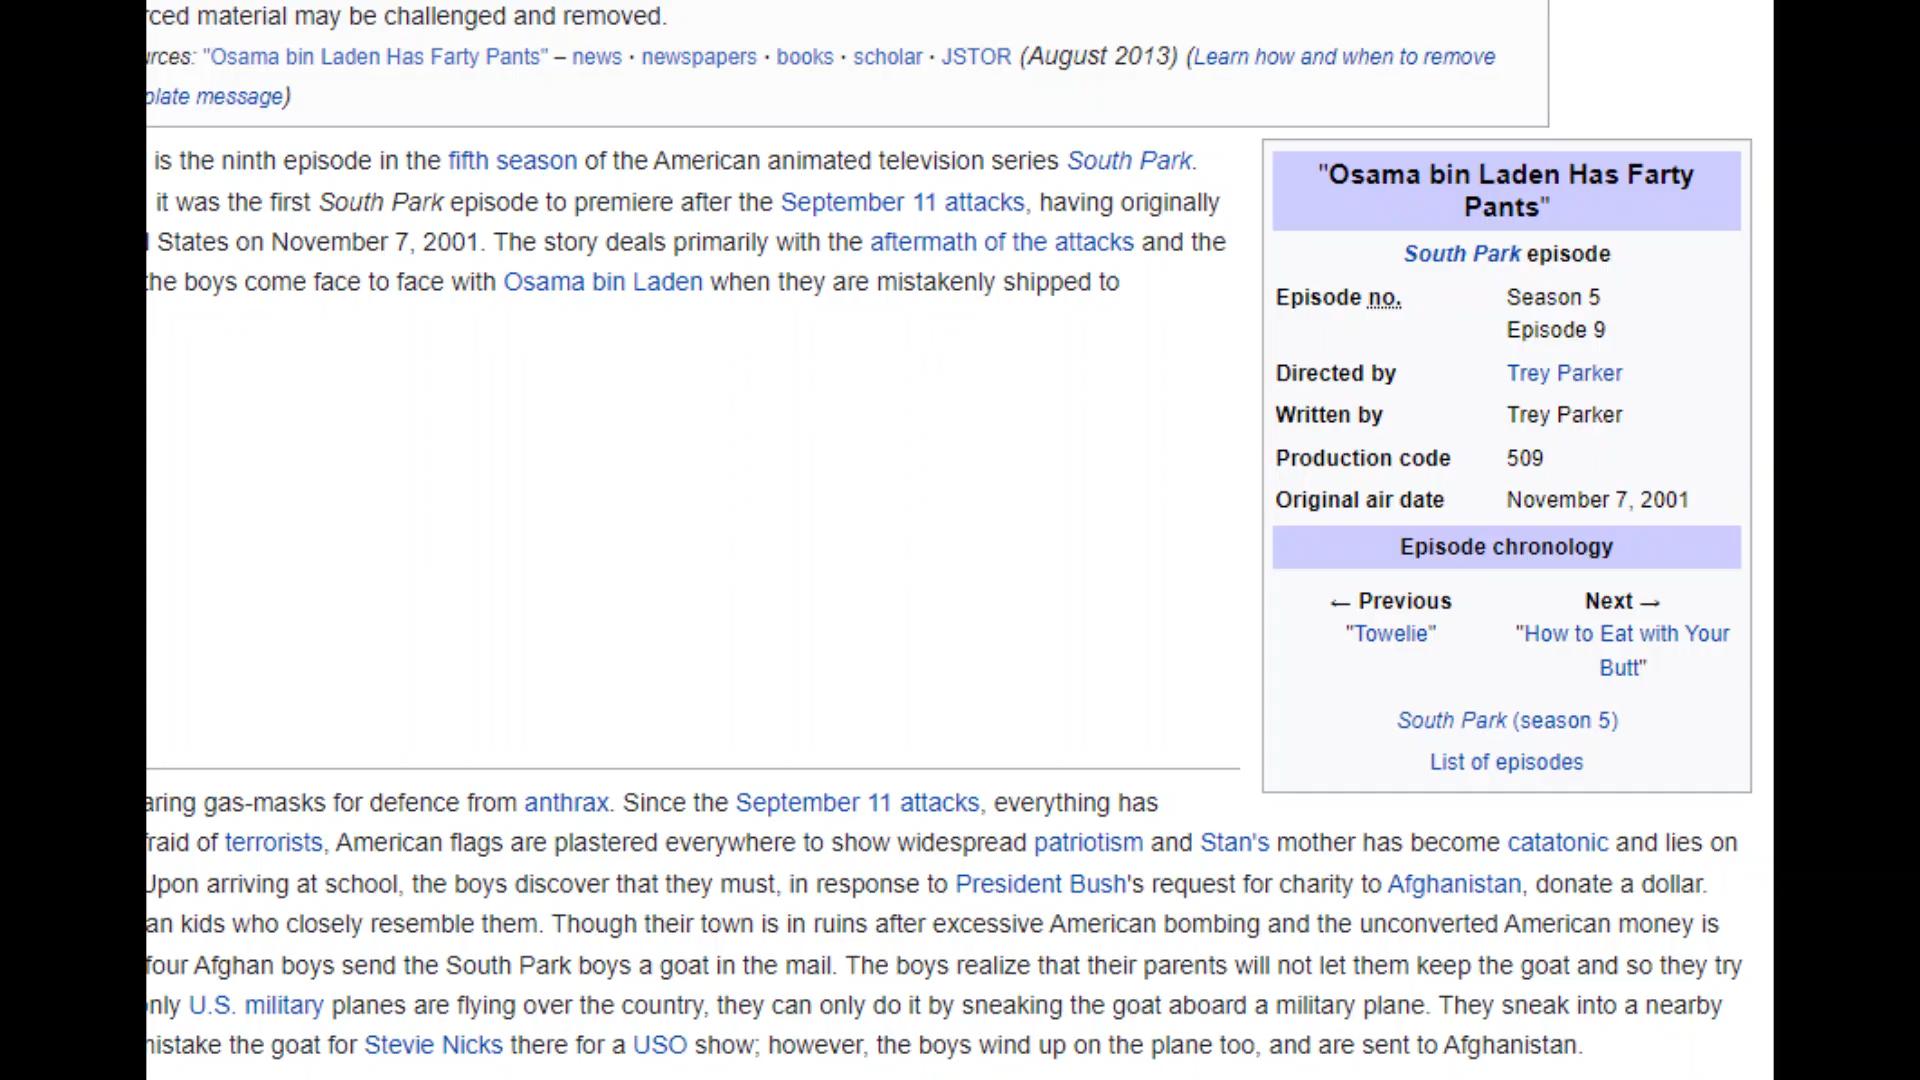 rced material may be challenged and removed.
rces: "Osama bin Laden Has Farty Pants" – news · newspapers · books · scholar · JSTOR (August 2013) (Learn how and when to remove
plate message)
is the ninth episode in the fifth season of the American animated television series South Park.
it was the first South Park episode to premiere after the September 11 attacks, having originally
States on November 7, 2001. The story deals primarily with the aftermath of the attacks and the
the boys come face to face with Osama bin Laden when they are mistakenly shipped to
"Osama bin Laden Has Farty
Pants"
South Park episode
Episode no. Season 5
Episode 9
Directed by Trey Parker
Written by Trey Parker
Production code 509
Original air date November 7, 2001
Episode chronology
← Previous Next →
"Towelie" "How to Eat with Your
Butt"
South Park (season 5)
List of episodes
aring gas-masks for defence from anthrax. Since the September 11 attacks, everything has
fraid of terrorists, American flags are plastered everywhere to show widespread patriotism and Stan's mother has become catatonic and lies on
Upon arriving at school, the boys discover that they must, in response to President Bush's request for charity to Afghanistan, donate a dollar.
an kids who closely resemble them. Though their town is in ruins after excessive American bombing and the unconverted American money is
four Afghan boys send the South Park boys a goat in the mail. The boys realize that their parents will not let them keep the goat and so they try
only U.S. military planes are flying over the country, they can only do it by sneaking the goat aboard a military plane. They sneak into a nearby
mistake the goat for Stevie Nicks there for a USO show; however, the boys wind up on the plane too, and are sent to Afghanistan.